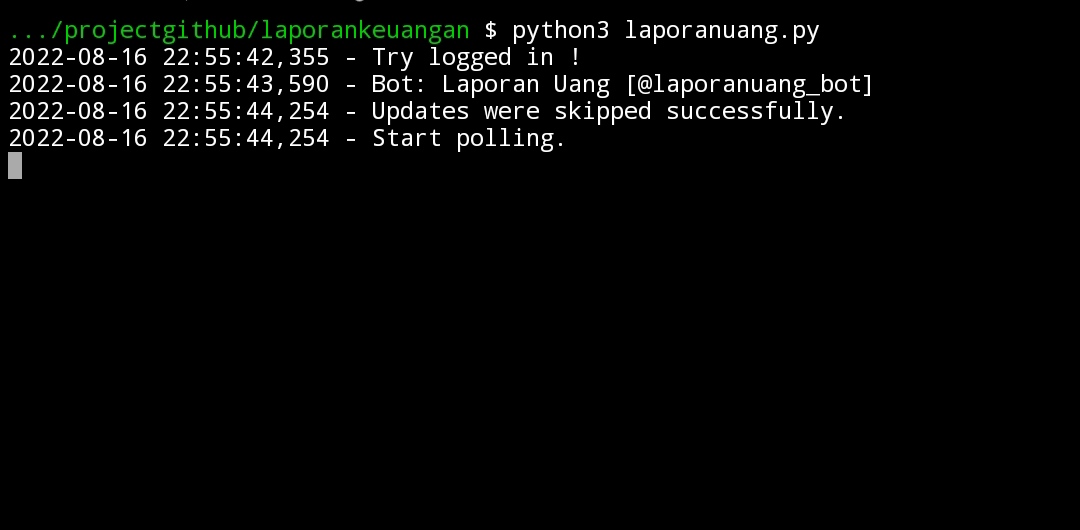 .../projectgithub/laporankeuangan $ python3 laporanuang.py
2022-08-16 22:55:42,355 - Try logged in !
2022-08-16 22:55:43,590 - Bot: Laporan Uang [@laporanuang_bot]
2022-08-16 22:55:44,254 - Updates were skipped successfully.
2022-08-16 22:55:44,254 - Start polling.